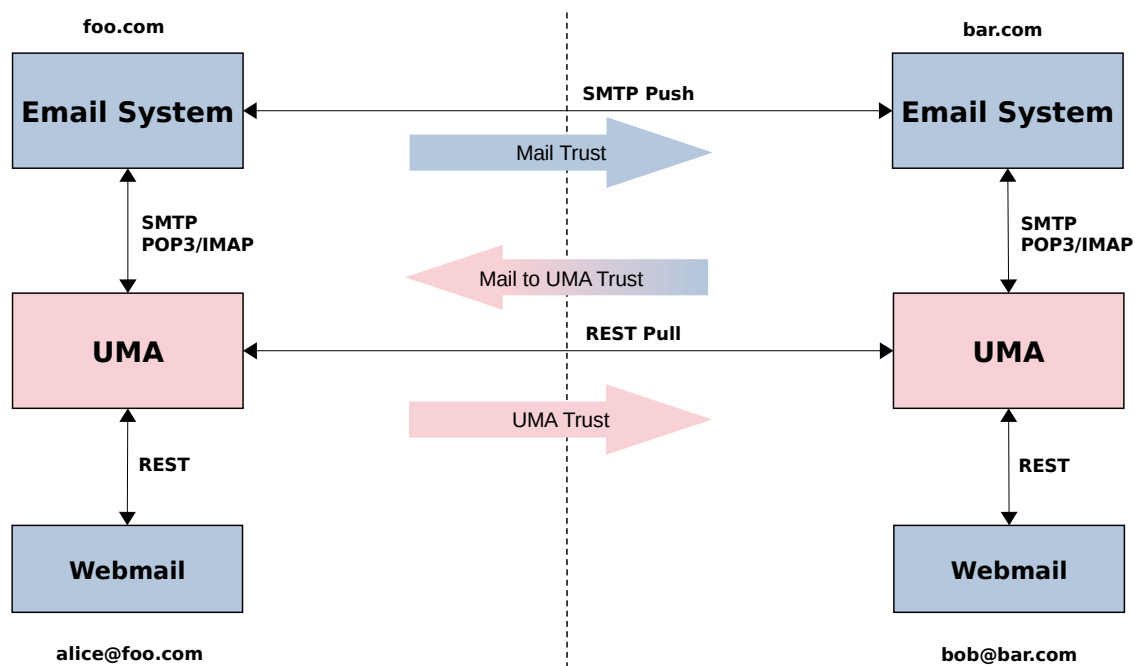 foo.com
bar.com
Email System
SMTP Push
Email System
Mail Trust
SMTP
POP3/IMAP
SMTP
POP3/IMAP
Mail to UMA Trust
UMA
REST Pull
UMA
UMA Trust
REST
REST
Webmail
Webmail
alice@foo.com
bob@bar.com